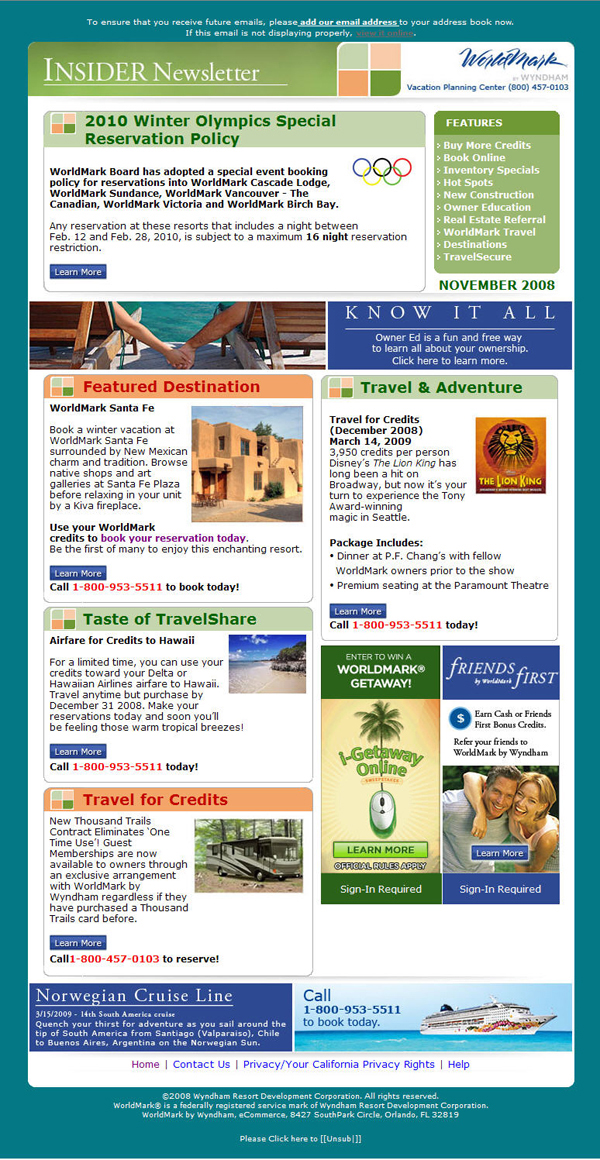 To ensure that you receive future emails, please add our email address to your address book now.
If this email is not displaying properly, view it online.
INSIDER Newsletter
WorldMark
BY WYNDHAM
Vacation Planning Center (800) 457-0103
2010 Winter Olympics Special
Reservation Policy
WorldMark Board has adopted a special event booking
policy for reservations into WorldMark Cascade Lodge,
WorldMark Sundance, WorldMark Vancouver - The
Canadian, WorldMark Victoria and WorldMark Birch Bay.
Any reservation at these resorts that includes a night between
Feb. 12 and Feb. 28, 2010, is subject to a maximum 16 night reservation
restriction.
Learn More
FEATURES
> Buy More Credits
> Book Online
> Inventory Specials
> Hot Spots
> New Construction
> Owner Education
> Real Estate Referral
> WorldMark Travel
> Destinations
> TravelSecure
NOVEMBER 2008
KNOW IT ALL
Owner Ed is a fun and free way
to learn all about your ownership.
Click here to learn more.
Featured Destination
WorldMark Santa Fe
Book a winter vacation at
WorldMark Santa Fe
surrounded by New Mexican
charm and tradition. Browse
native shops and art
galleries at Santa Fe Plaza
before relaxing in your unit
by a Kiva fireplace.
Use your WorldMark
credits to book your reservation today.
Be the first of many to enjoy this enchanting resort.
Learn More
Call 1-800-953-5511 to book today!
Taste of TravelShare
Airfare for Credits to Hawaii
For a limited time, you can use your
credits toward your Delta or
Hawaiian Airlines airfare to Hawaii.
Travel anytime but purchase by
December 31 2008. Make your
reservations today and soon you'll
be feeling those warm tropical breezes!
Learn More
Call 1-800-953-5511 today!
Travel for Credits
New Thousand Trails
Contract Eliminates 'One
Time Use'! Guest
Memberships are now
available to owners through
an exclusive arrangement
with WorldMark by
Wyndham regardless if they
have purchased a Thousand
Trails card before.
Learn More
Call1-800-457-0103 to reserve!
Travel & Adventure
Travel for Credits
(December 2008)
March 14, 2009
3,950 credits per person
Disney's The Lion King has
long been a hit on
Broadway, but now it's your
turn to experience the Tony
Award-winning
magic in Seattle.
THE LION KING
Package Includes:
• Dinner at P.F. Chang's with fellow
WorldMark owners prior to the show
• Premium seating at the Paramount Theatre
Learn More
Call 1-800-953-5511 today!
ENTER TO WIN A
WORLDMARK®
GETAWAY!
i-Getaway
Online
SWEEPSTAKES
LEARN MORE
OFFICIAL RULES APPLY
Sign-In Required
FRIENDS
by WorldMark
FIRST
$
Earn Cash or Friends
First Bonus Credits.
Refer your friends to
WorldMark by Wyndham
Learn More
Sign-In Required
Norwegian Cruise Line
3/15/2009 - 14th South America cruise
Quench your thirst for adventure as you sail around the
tip of South America from Santiago (Valparaiso), Chile
to Buenos Aires, Argentina on the Norwegian Sun.
Call
1-800-953-5511
to book today.
Home | Contact Us | Privacy/Your California Privacy Rights | Help
©2008 Wyndham Resort Development Corporation. All rights reserved.
WorldMark® is a federally registered service mark of Wyndham Resort Development Corporation.
WorldMark by Wyndham, eCommerce, 8427 SouthPark Circle, Orlando, FL 32819
Please Click here to [[Unsub|]]